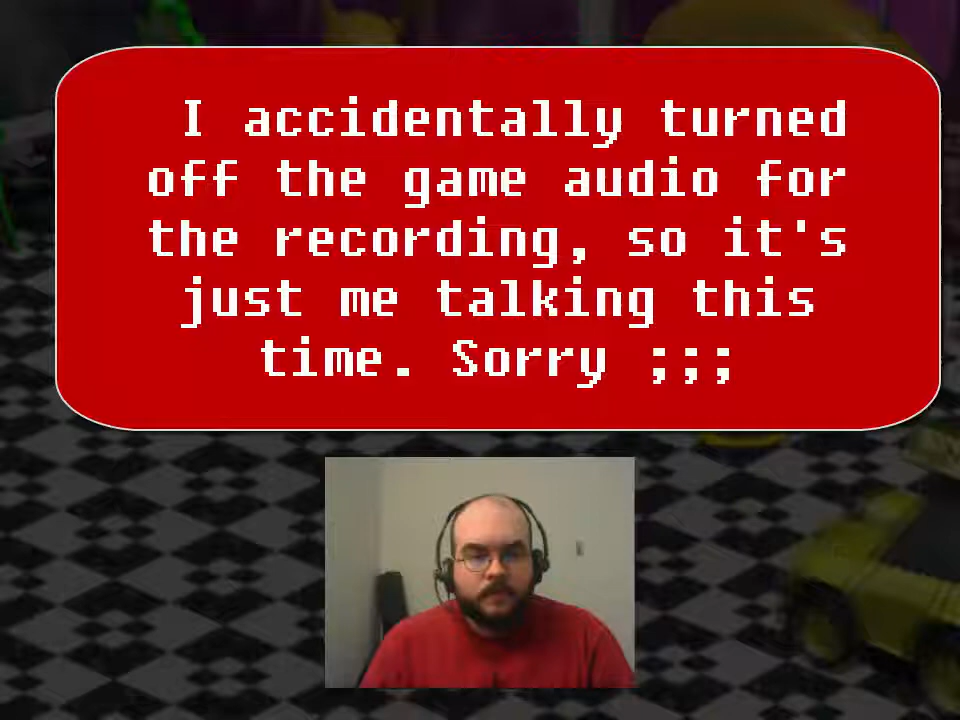 I accidentally turned
off the game audio for
the recording, so it's
just me talking this
time. Sorry ;;;